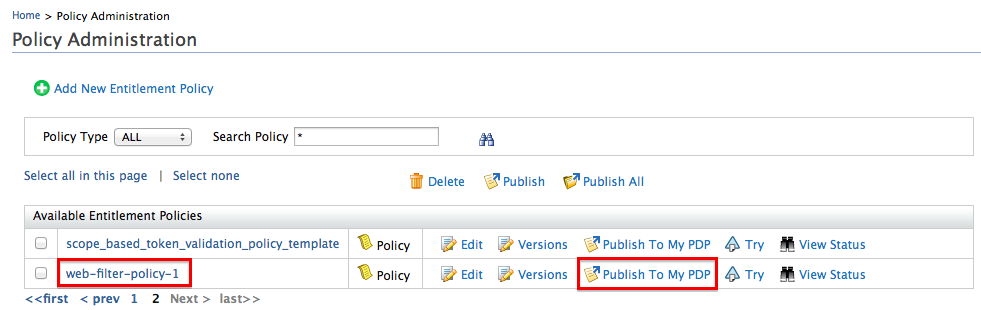 Home > Policy Administration
Policy Administration
Add New Entitlement Policy
Policy Type ALL Search Policy *
Select all in this page | Select none Delete Publish Publish All
Available Entitlement Policies
scope_based_token_validation_policy_template Policy Edit Versions Publish To My PDP Try View Status
web-filter-policy-1 Policy Edit Versions Publish To My PDP Try View Status
<<first < prev 1 2 Next > last>>